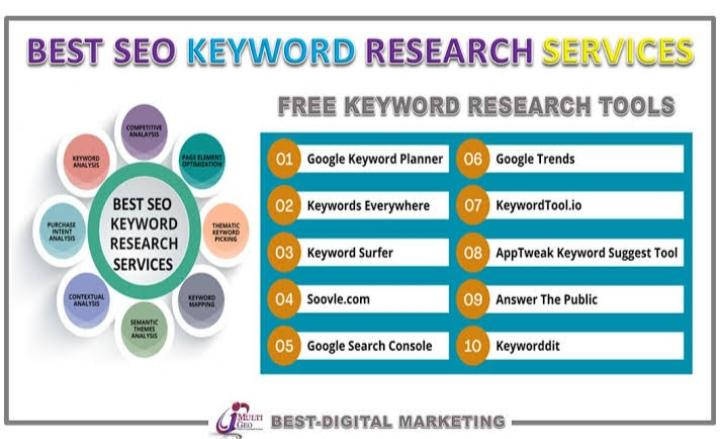 BEST SEO KEYWORD RESEARCH SERVICES
FREE KEYWORD RESEARCH TOOLS
COMPETITIVE
ANALAYSIS
KEYWORD
ANALYSIS
PAGE ELEMENT
OPTIMIZATION
PURCHASE
INTENT
ANALYSIS
BEST SEO
KEYWORD
RESEARCH
SERVICES
THEMATIC
KEYWORD
PICKING
CONTEXTUAL
ANALYSIS
KEYWORD
MAPPING
SEMANTIC
THEMES
ANALYSIS
01 Google Keyword Planner
02 Keywords Everywhere
03 Keyword Surfer
04 Soovle.com
05 Google Search Console
06 Google Trends
07 KeywordTool.io
08 AppTweak Keyword Suggest Tool
09 Answer The Public
10 Keyworddit
MULTI
GEO
BEST-DIGITAL MARKETING